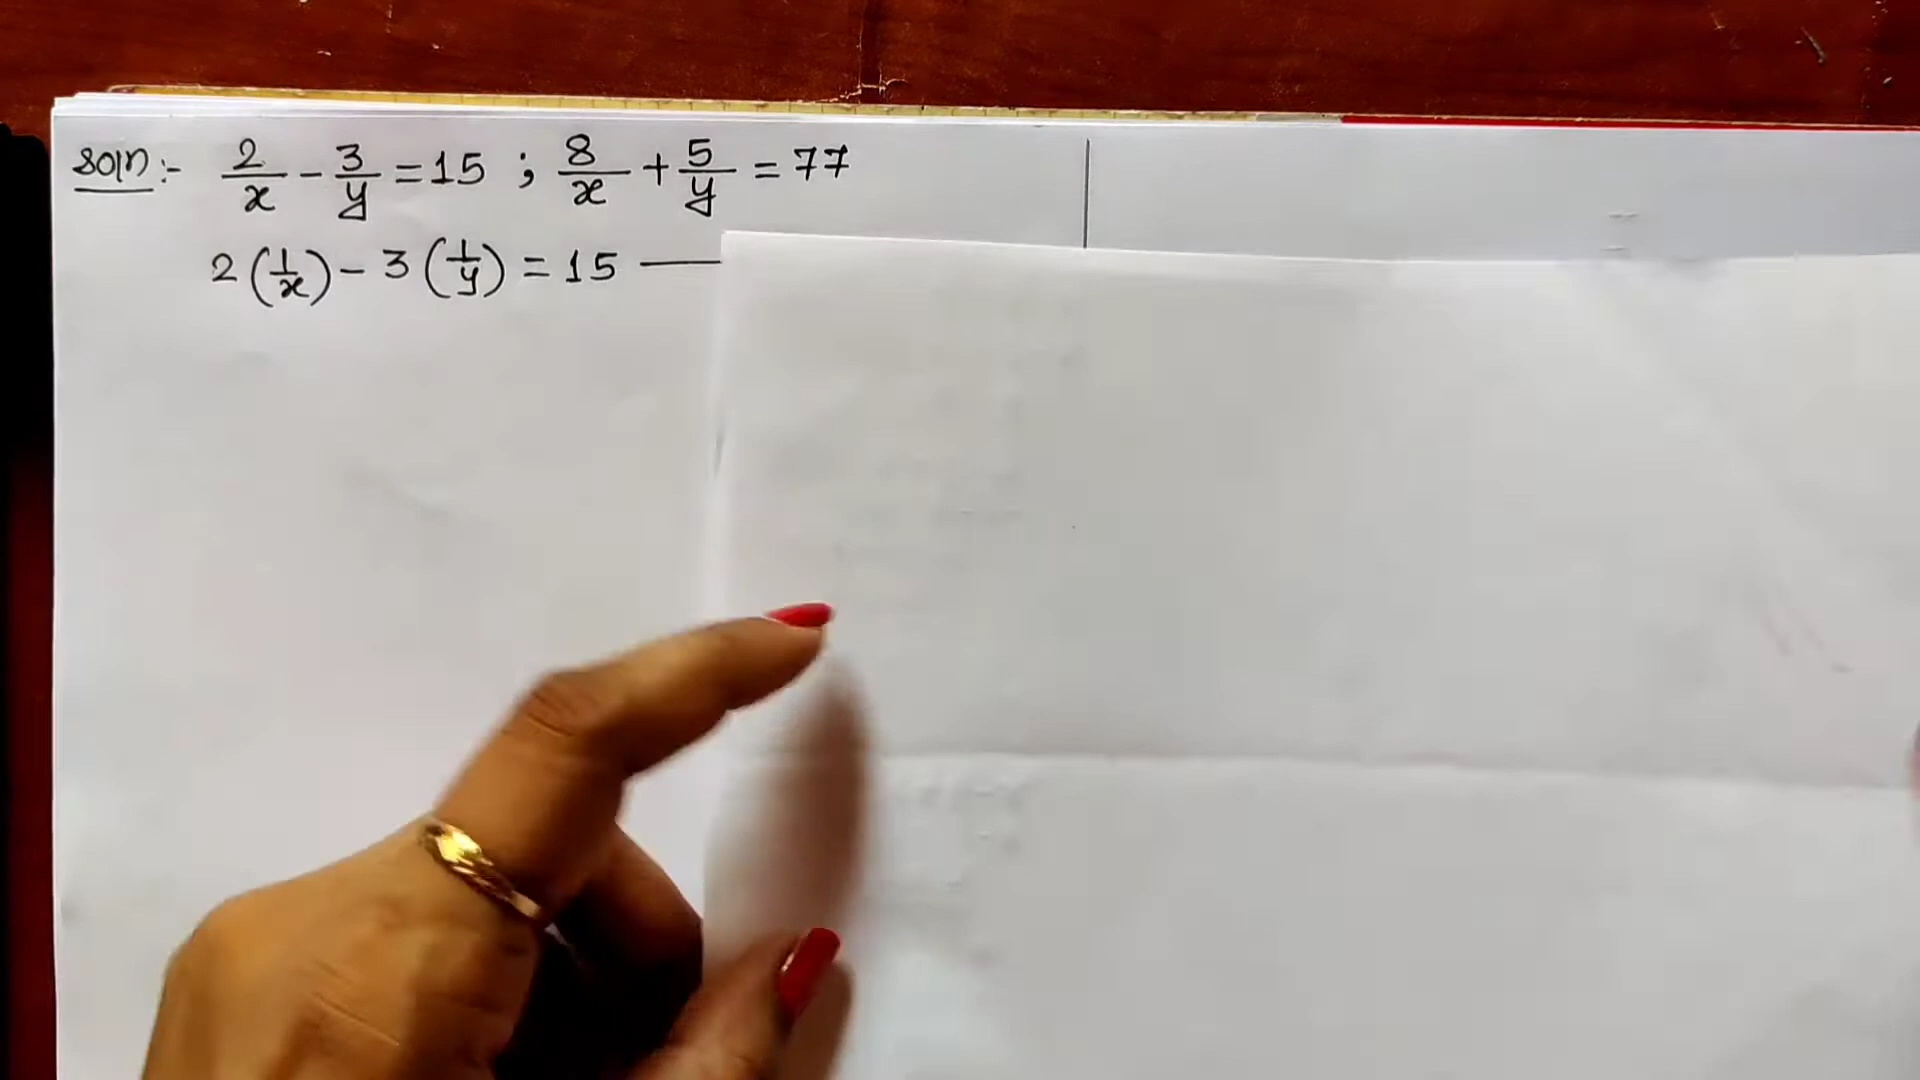 soln:- 2/x - 3/y = 15 ; 8/x + 5/y = 77
2(1/x) - 3(1/y) = 15 —